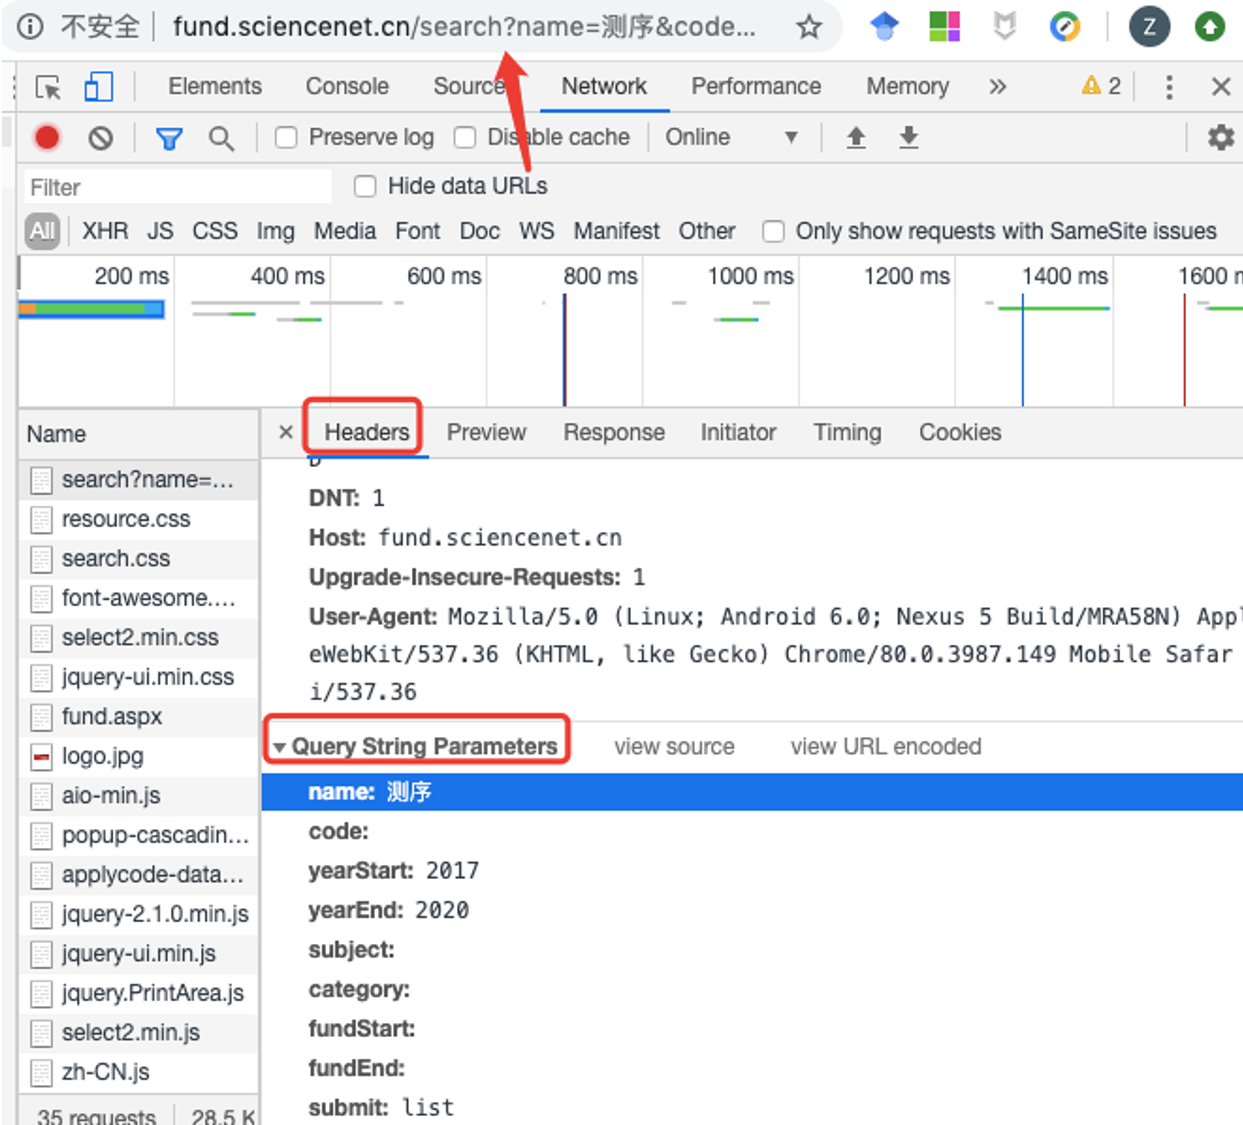 不安全 fund.sciencenet.cn/search?name=测序&code... Z
Elements Console Source Network Performance Memory » 2
Preserve log Disable cache Online
Filter Hide data URLs
All XHR JS CSS Img Media Font Doc WS Manifest Other Only show requests with SameSite issues
200 ms 400 ms 600 ms 800 ms 1000 ms 1200 ms 1400 ms 1600 m
Name × Headers Preview Response Initiator Timing Cookies
search?name=...
resource.css
search.css
font-awesome....
select2.min.css
jquery-ui.min.css
fund.aspx
logo.jpg
aio-min.js
popup-cascadin...
applycode-data...
jquery-2.1.0.min.js
jquery-ui.min.js
jquery.PrintArea.js
select2.min.js
zh-CN.js
35 requests 28.5 K
DNT: 1
Host: fund.sciencenet.cn
Upgrade-Insecure-Requests: 1
User-Agent: Mozilla/5.0 (Linux; Android 6.0; Nexus 5 Build/MRA58N) Appl
eWebKit/537.36 (KHTML, like Gecko) Chrome/80.0.3987.149 Mobile Safar
i/537.36
Query String Parameters view source view URL encoded
name: 测序
code:
yearStart: 2017
yearEnd: 2020
subject:
category:
fundStart:
fundEnd:
submit: list